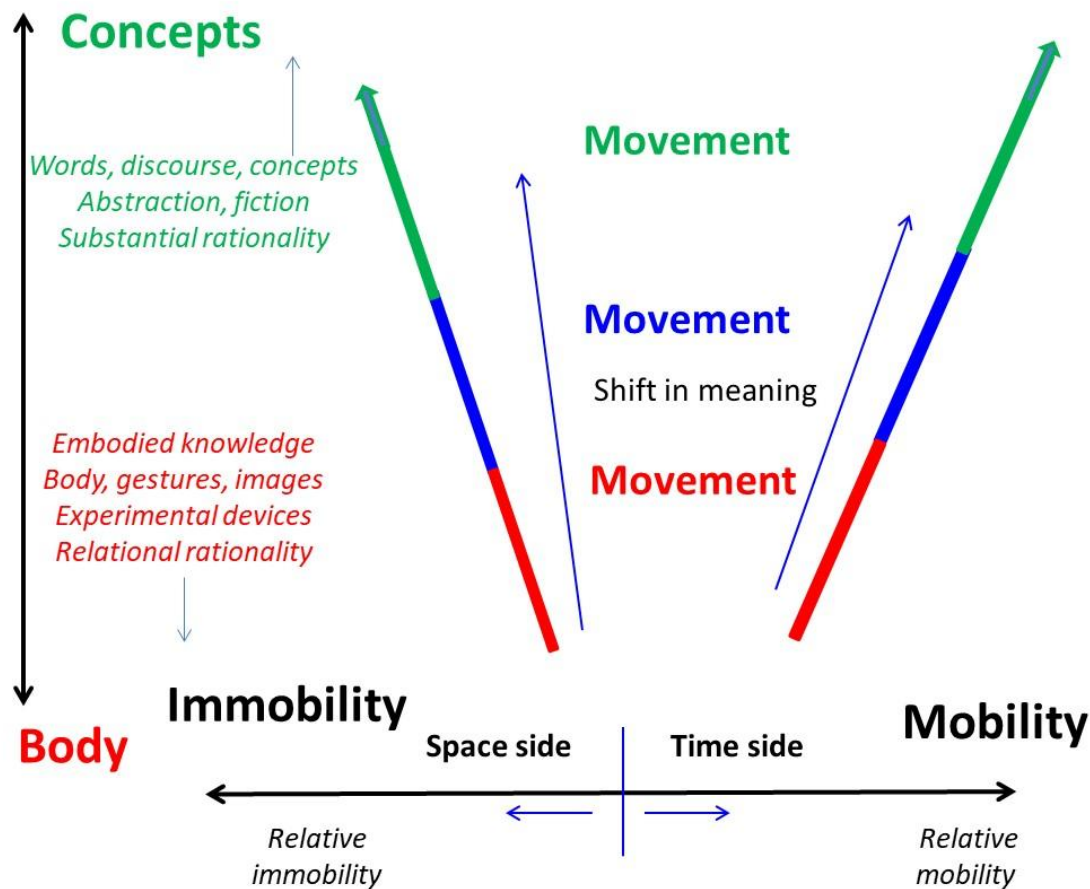 Concepts
Words, discourse, concepts
Abstraction, fiction
Substantial rationality
Movement
Movement
Shift in meaning
Movement
Embodied knowledge
Body, gestures, images
Experimental devices
Relational rationality
Immobility
Mobility
Body
Space side
Time side
Relative
immobility
Relative
mobility